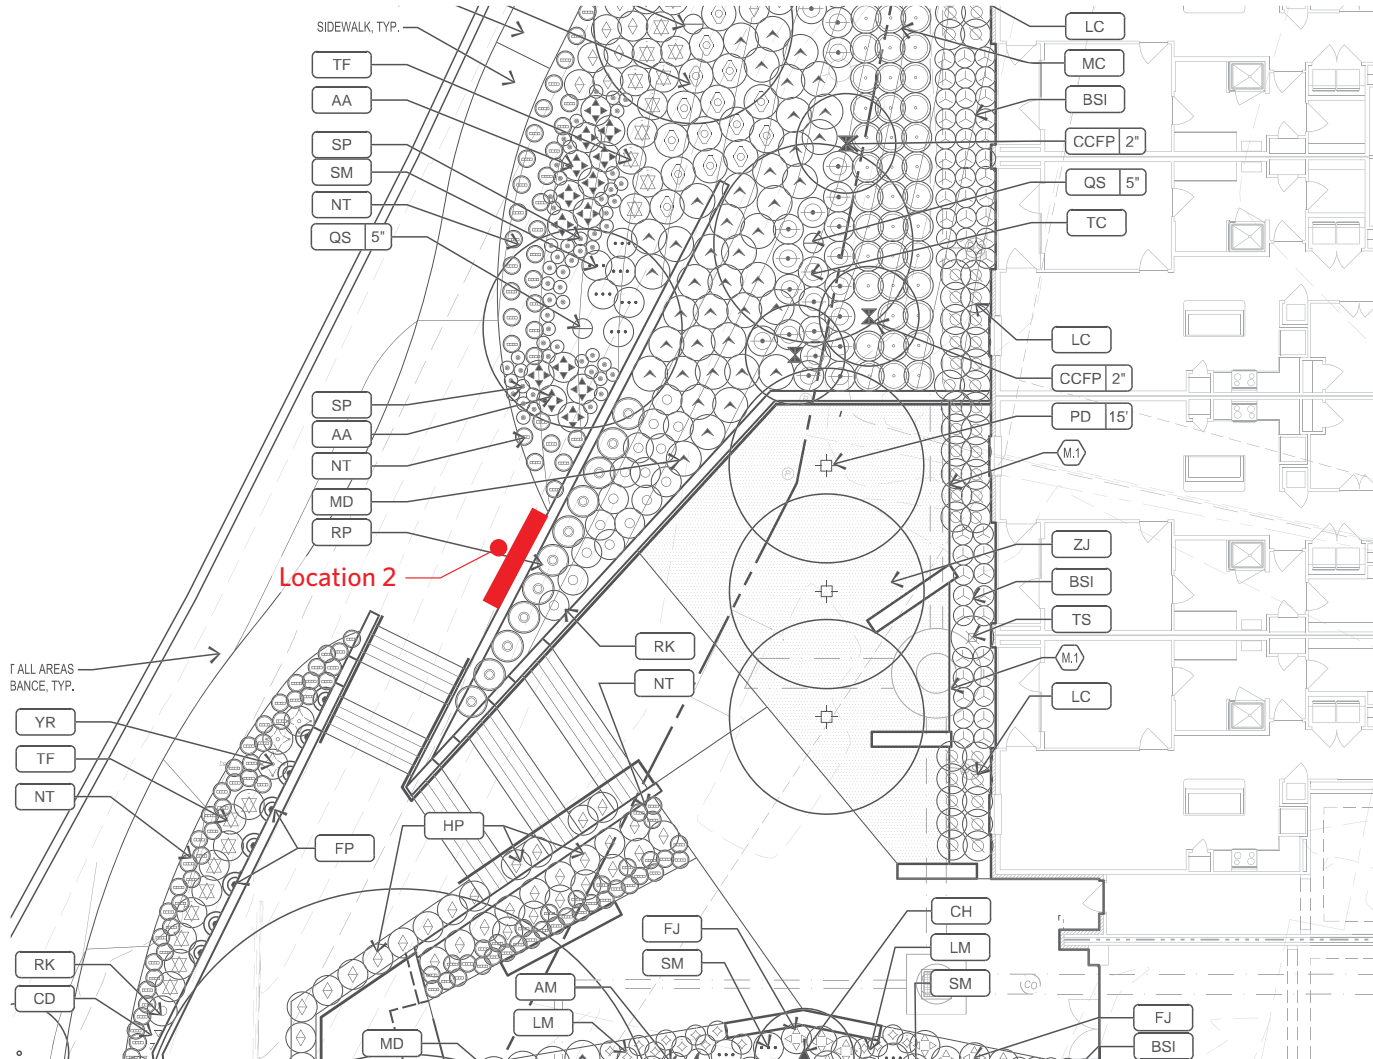 SIDEWALK, TYP.
TF
AA
SP
SM
NT
QS 5"
LC
MC
BSI
CCFP 2"
QS 5"
TC
LC
CCFP 2"
PD 15'
M.1
SP
AA
NT
MD
RP
Location 2
ZJ
BSI
TS
M.1
LC
RK
NT
ALL AREAS
BANCE, TYP.
YR
TF
NT
HP
FP
RK
CD
FJ
SM
CH
LM
SM
AM
LM
MD
FJ
BSI
CO
P